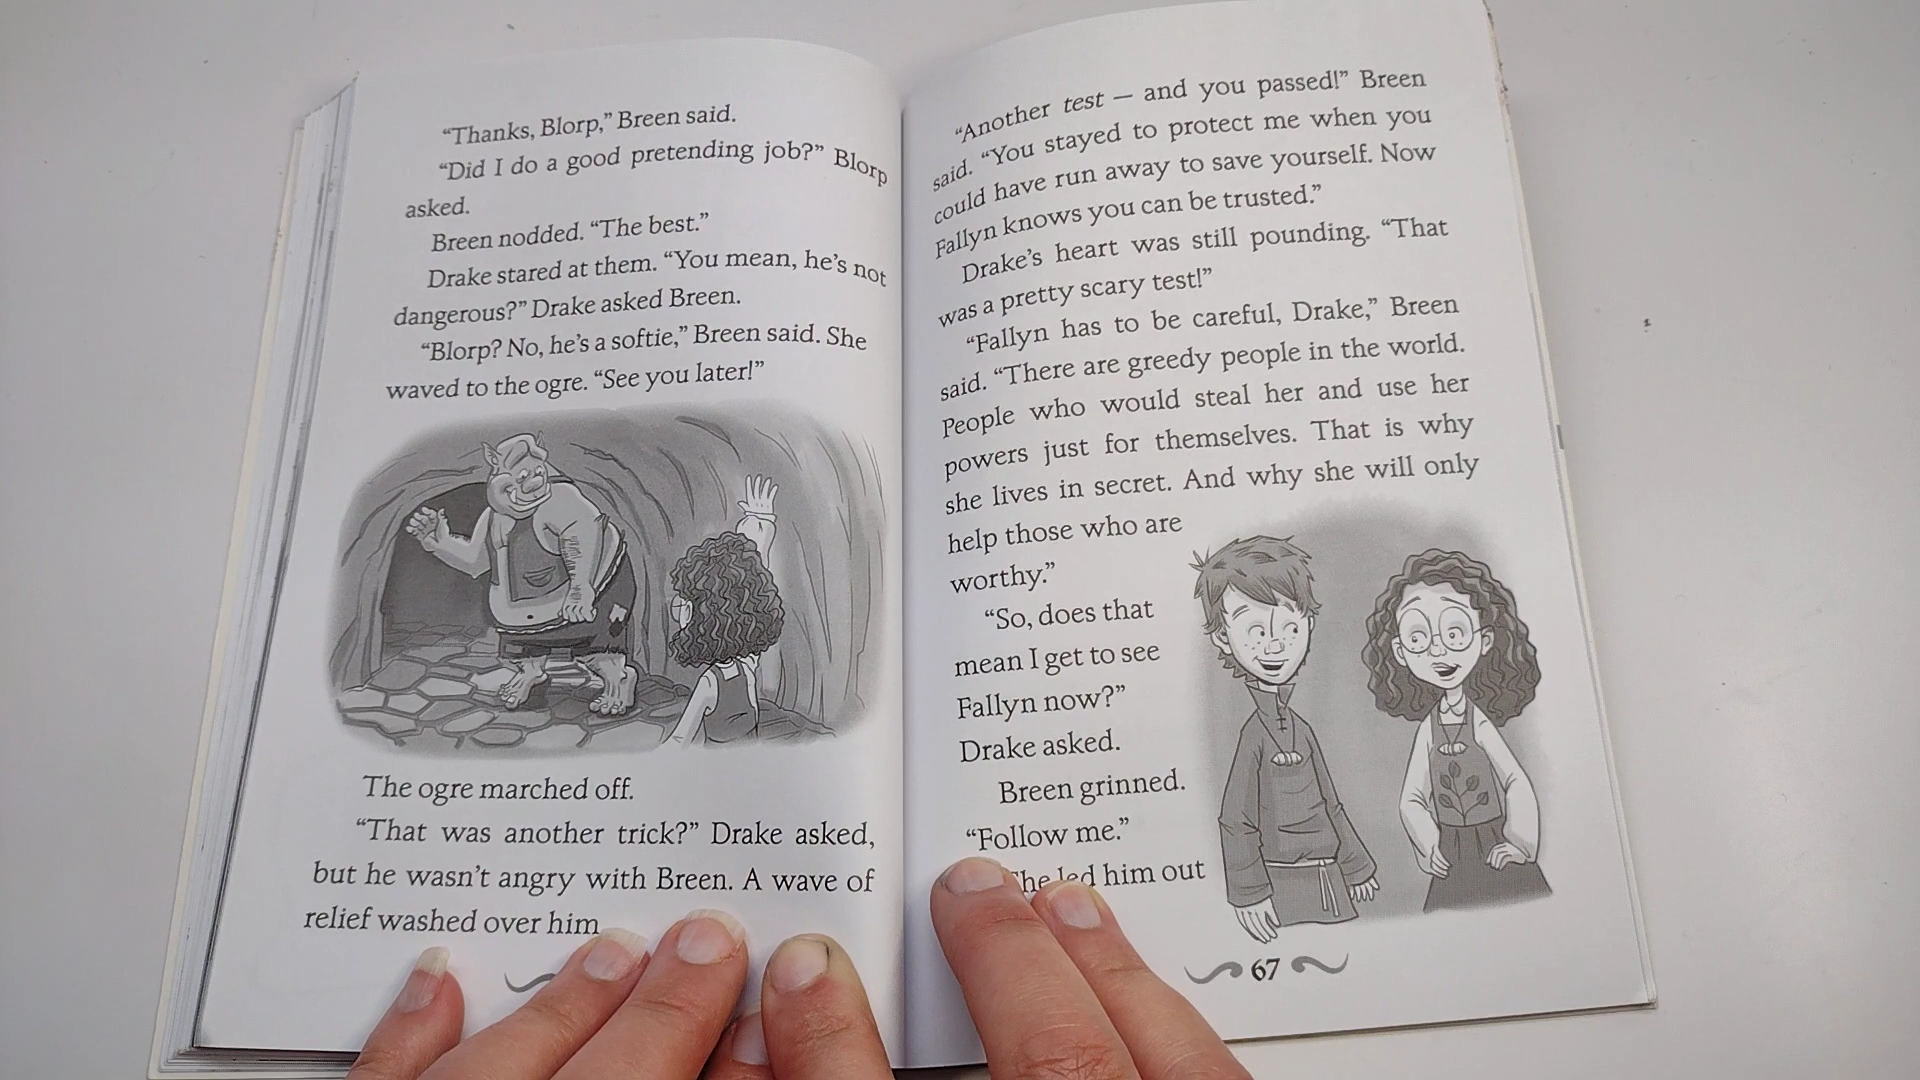 “Thanks, Blorp,” Breen said.
“Did I do a good pretending job?” Blorp
asked.
Breen nodded. “The best.”
Drake stared at them. “You mean, he’s not
dangerous?” Drake asked Breen.
“Blorp? No, he’s a softie,” Breen said. She
waved to the ogre. “See you later!”
The ogre marched off.
“That was another trick?” Drake asked,
but he wasn’t angry with Breen. A wave of
relief washed over him
“Another test — and you passed!” Breen
said. “You stayed to protect me when you
could have run away to save yourself. Now
Fallyn knows you can be trusted.”
Drake’s heart was still pounding. “That
was a pretty scary test!”
“Fallyn has to be careful, Drake,” Breen
said. “There are greedy people in the world.
People who would steal her and use her
powers just for themselves. That is why
she lives in secret. And why she will only
help those who are
worthy.”
“So, does that
mean I get to see
Fallyn now?”
Drake asked.
Breen grinned.
“Follow me.”
led him out
67